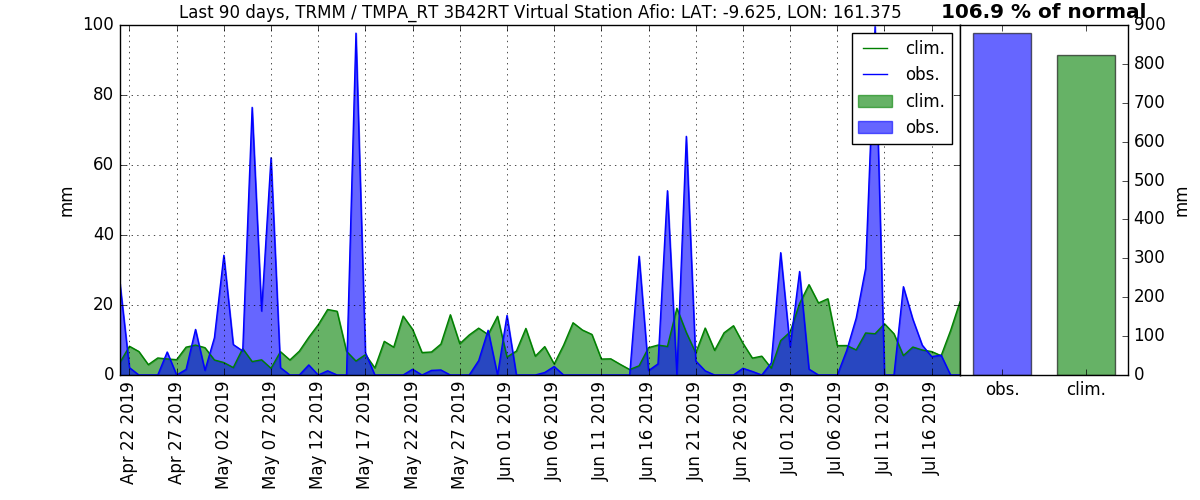 Last 90 days, TRMM / TMPA_RT 3B42RT Virtual Station Afio: LAT: -9.625, LON: 161.375
106.9 % of normal
100
80
60
40
20
0
mm
clim.
obs.
clim.
obs.
Apr 22 2019
Apr 27 2019
May 02 2019
May 07 2019
May 12 2019
May 17 2019
May 22 2019
May 27 2019
Jun 01 2019
Jun 06 2019
Jun 11 2019
Jun 16 2019
Jun 21 2019
Jun 26 2019
Jul 01 2019
Jul 06 2019
Jul 11 2019
Jul 16 2019
900
800
700
600
500
400
300
200
100
0
mm
obs.
clim.